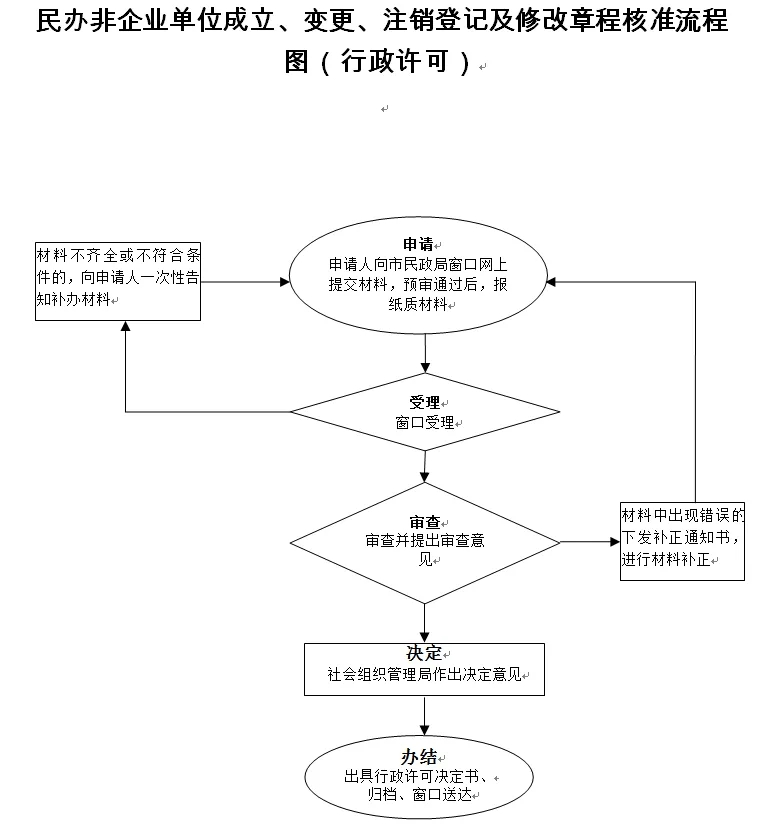 民办非企业单位成立、变更、注销登记及修改章程核准流程
图（行政许可）
申请
申请人向市民政局窗口网上
提交材料，预审通过后，报
纸质材料
材料不齐全或不符合条
件的，向申请人一次性告
知补办材料
受理
窗口受理
审查
审查并提出审查意
见
材料中出现错误的
下发补正通知书，
进行材料补正
决定
社会组织管理局作出决定意见
办结
出具行政许可决定书、
归档、窗口送达